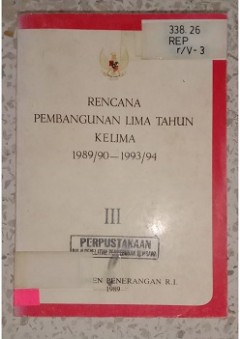 338.26
REP
r/V-3
RENCANA
PEMBANGUNAN LIMA TAHUN
KELIMA
1989/90—1993/94
III
PERPUSTAKAAN
PENERANGAN R.I.
1989